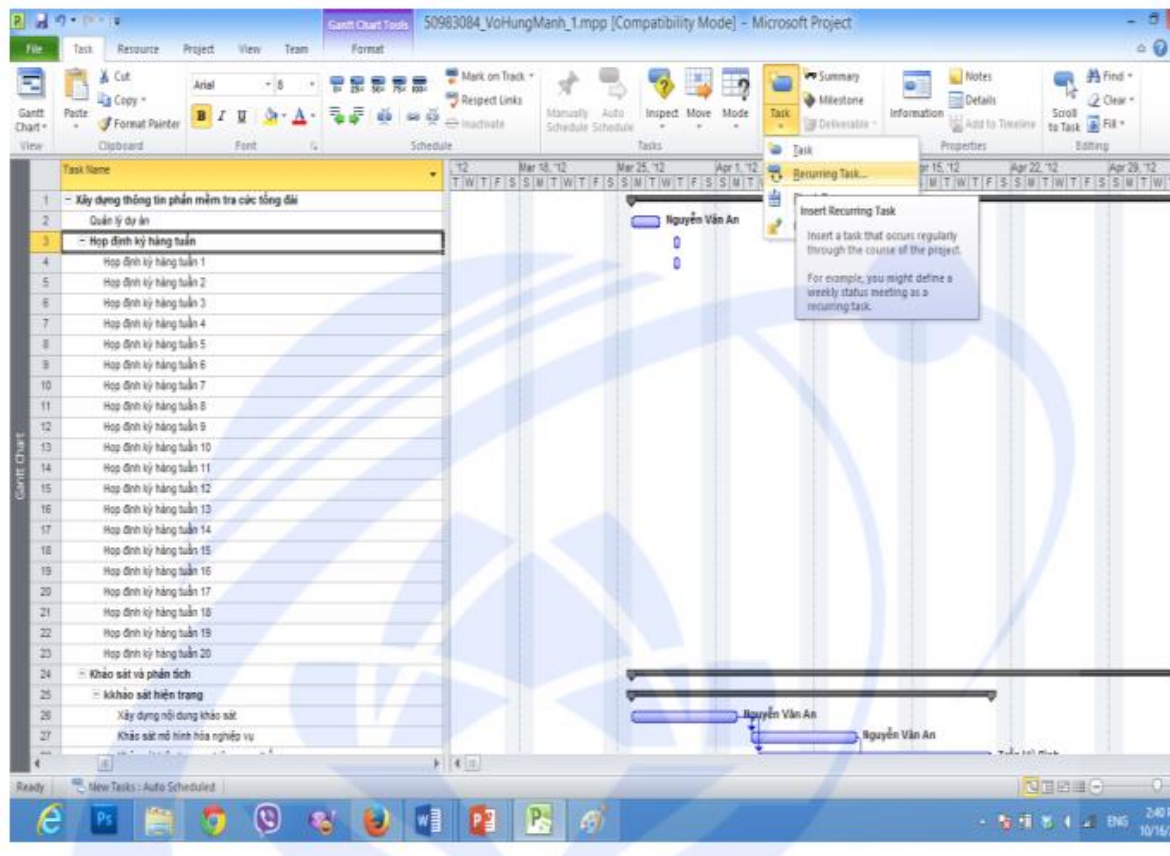 Gantt Chart Tools
50983084_VoHungManh_1.mpp [Compatibility Mode] - Microsoft Project
File Task Resource Project View Team Format
Cut
Copy
Format Painter
Paste
Gantt Chart
View
Clipboard
Arial 8
B I U A
Font
Mark on Track
Respect Links
Inactivate
Schedule
Manually Schedule
Auto Schedule
Inspect Move Mode
Tasks
Task
Summary
Milestone
Deliverable
Information
Notes
Details
Add to Timeline
Properties
Scroll to Task
Find
Clear
Fill
Editing
Task
Recurring Task...
Insert Recurring Task
Insert a task that occurs regularly
through the course of the project.
For example, you might define a
weekly status meeting as a
recurring task.
Task Name
'12 Mar 18, '12 Mar 25, '12 Apr 1, '12 pr 15, '12 Apr 22, '12 Apr 29, '12
1 Xây dựng thông tin phần mềm tra cức tổng đài
2 Quản lý dự án
Nguyễn Văn An
3 Họp định kỳ hàng tuần
4 Họp định kỳ hàng tuần 1
5 Họp định kỳ hàng tuần 2
6 Họp định kỳ hàng tuần 3
7 Họp định kỳ hàng tuần 4
8 Họp định kỳ hàng tuần 5
9 Họp định kỳ hàng tuần 6
10 Họp định kỳ hàng tuần 7
11 Họp định kỳ hàng tuần 8
12 Họp định kỳ hàng tuần 9
13 Họp định kỳ hàng tuần 10
14 Họp định kỳ hàng tuần 11
15 Họp định kỳ hàng tuần 12
16 Họp định kỳ hàng tuần 13
17 Họp định kỳ hàng tuần 14
18 Họp định kỳ hàng tuần 15
19 Họp định kỳ hàng tuần 16
20 Họp định kỳ hàng tuần 17
21 Họp định kỳ hàng tuần 18
22 Họp định kỳ hàng tuần 19
23 Họp định kỳ hàng tuần 20
24 Khảo sát và phân tích
25 kkhảo sát hiện trạng
26 Xây dựng nội dung khảo sát
Nguyễn Văn An
27 Khảo sát mô hình hóa nghiệp vụ
Nguyễn Văn An
Gantt Chart
Ready
New Tasks : Auto Scheduled
ENG
2:40 P
10/16/